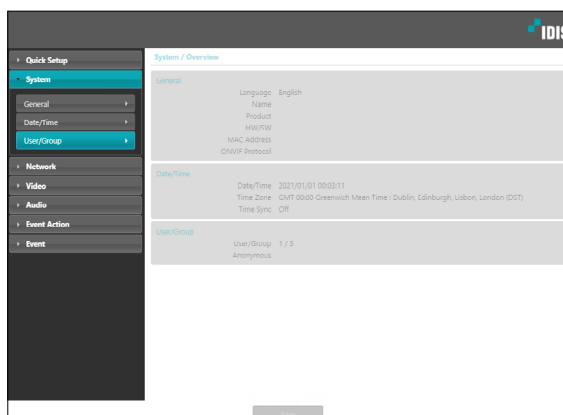 IDIS
Quick Setup
System
General
Date/Time
User/Group
Network
Video
Audio
Event Action
Event
System / Overview
General
Language English
Name
Product
HW/SW
MAC Address
ONVIF Protocol
Date/Time
Date/Time 2021/01/01 00:03:11
Time Zone GMT 00:00 Greenwich Mean Time : Dublin, Edinburgh, Lisbon, London (DST)
Time Sync Off
User/Group
User/Group 1 / 3
Anonymous